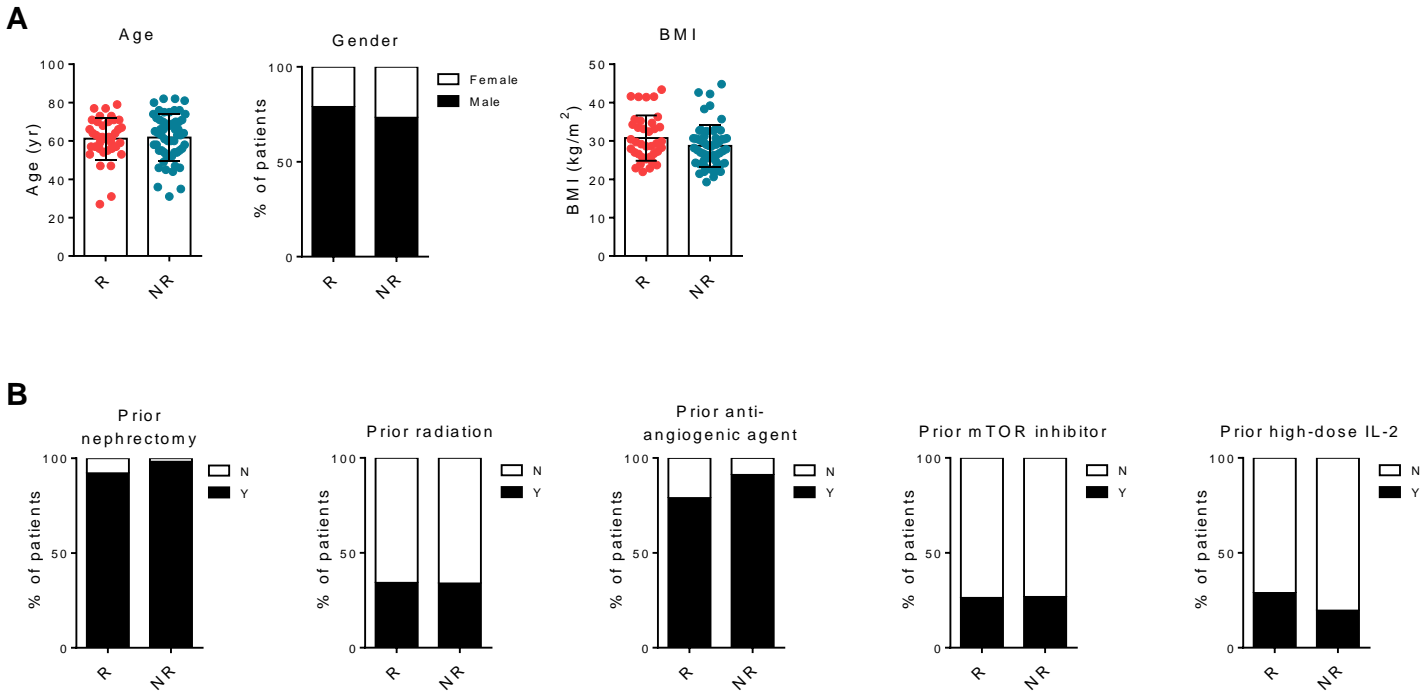 A
Age
Age (yr)
100
80
60
40
20
0
R
NR
Gender
% of patients
100
50
0
R
NR
Female
Male
BMI
BMI (kg/m²)
50
40
30
20
10
0
R
NR
B
Prior
nephrectomy
% of patients
100
50
0
R
NR
N
Y
Prior radiation
% of patients
100
50
0
R
NR
N
Y
Prior anti-
angiogenic agent
% of patients
100
50
0
R
NR
N
Y
Prior mTOR inhibitor
% of patients
100
50
0
R
NR
N
Y
Prior high-dose IL-2
% of patients
100
50
0
R
NR
N
Y